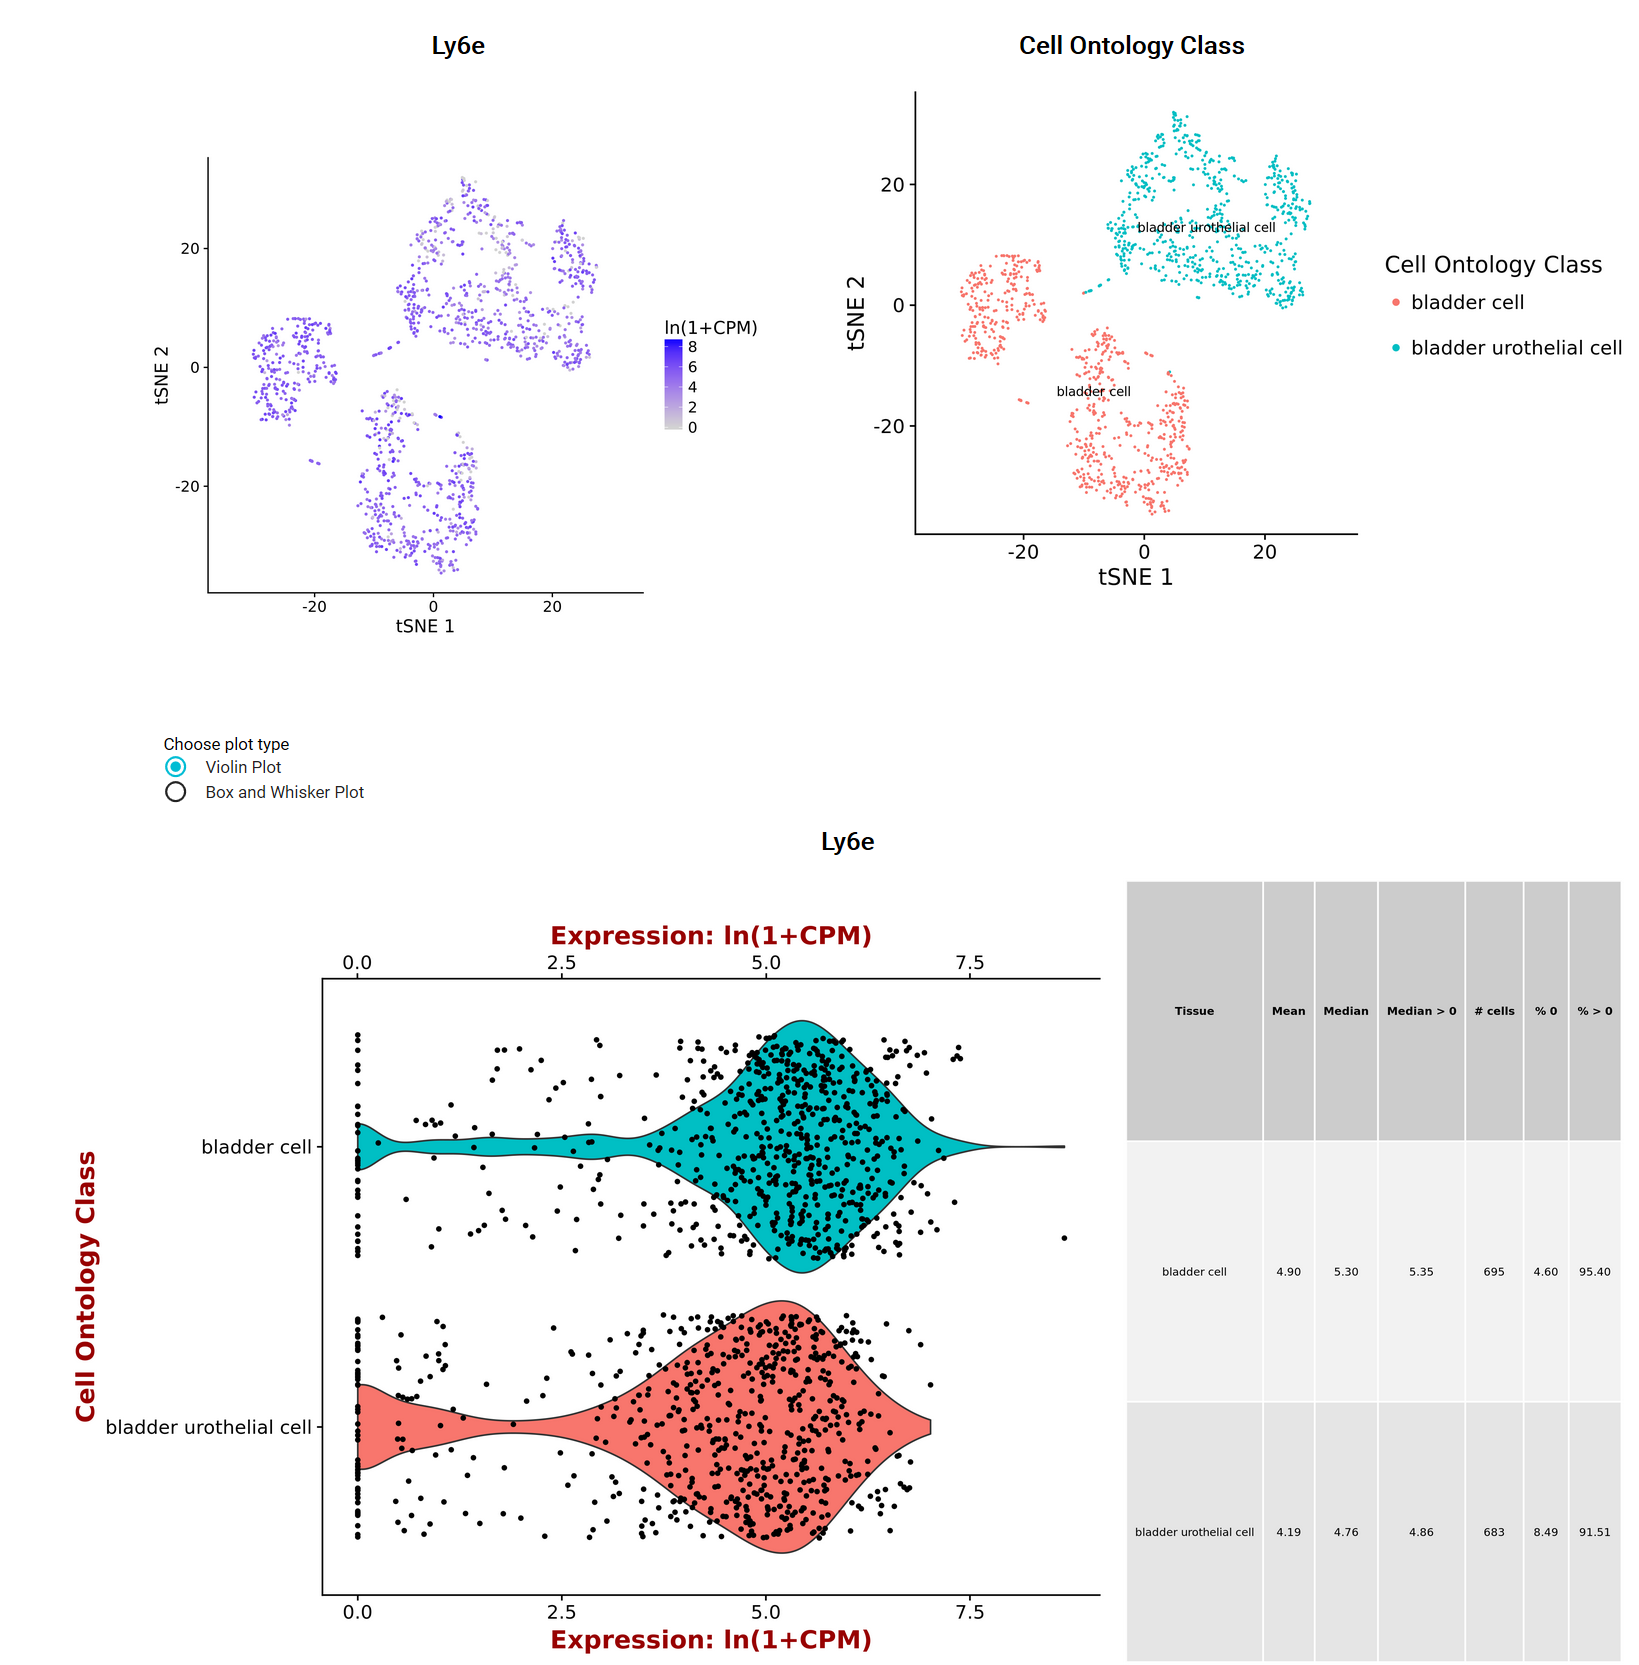 Ly6e
Cell Ontology Class
20
0
-20
-20
0
20
tSNE 1
tSNE 2
ln(1+CPM)
8
6
4
2
0
20
0
-20
-20
0
20
tSNE 1
tSNE 2
bladder urothelial cell
bladder cell
Cell Ontology Class
bladder cell
bladder urothelial cell
Choose plot type
Violin Plot
Box and Whisker Plot
Ly6e
Expression: ln(1+CPM)
0.0 2.5 5.0 7.5
Cell Ontology Class
bladder cell
bladder urothelial cell
0.0 2.5 5.0 7.5
Expression: ln(1+CPM)
Tissue Mean Median Median > 0 # cells % 0 % > 0
bladder cell 4.90 5.30 5.35 695 4.60 95.40
bladder urothelial cell 4.19 4.76 4.86 683 8.49 91.51